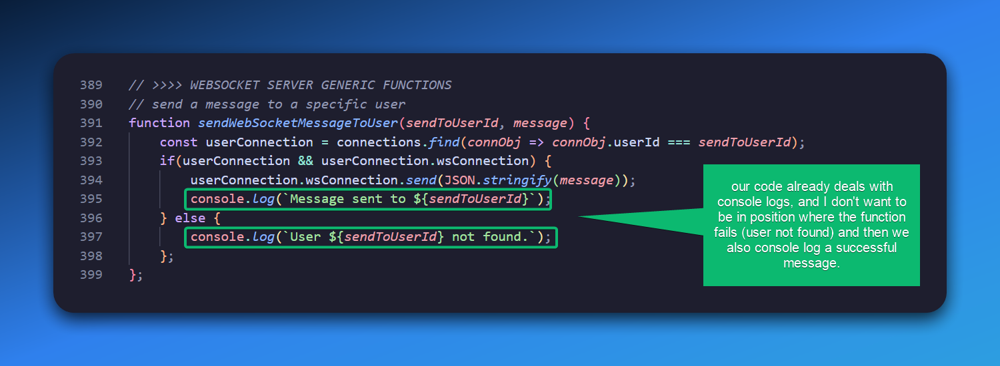 389 // >>>> WEBSOCKET SERVER GENERIC FUNCTIONS
390 // send a message to a specific user
391 function sendWebSocketMessageToUser(sendToUserId, message) {
392     const userConnection = connections.find(connObj => connObj.userId === sendToUserId);
393     if(userConnection && userConnection.wsConnection) {
394         userConnection.wsConnection.send(JSON.stringify(message));
395         console.log(`Message sent to ${sendToUserId}`);
396     } else {
397         console.log(`User ${sendToUserId} not found.`);
398     };
399 };
our code already deals with
console logs, and I don't want to
be in position where the function
fails (user not found) and then we
also console log a successful
message.